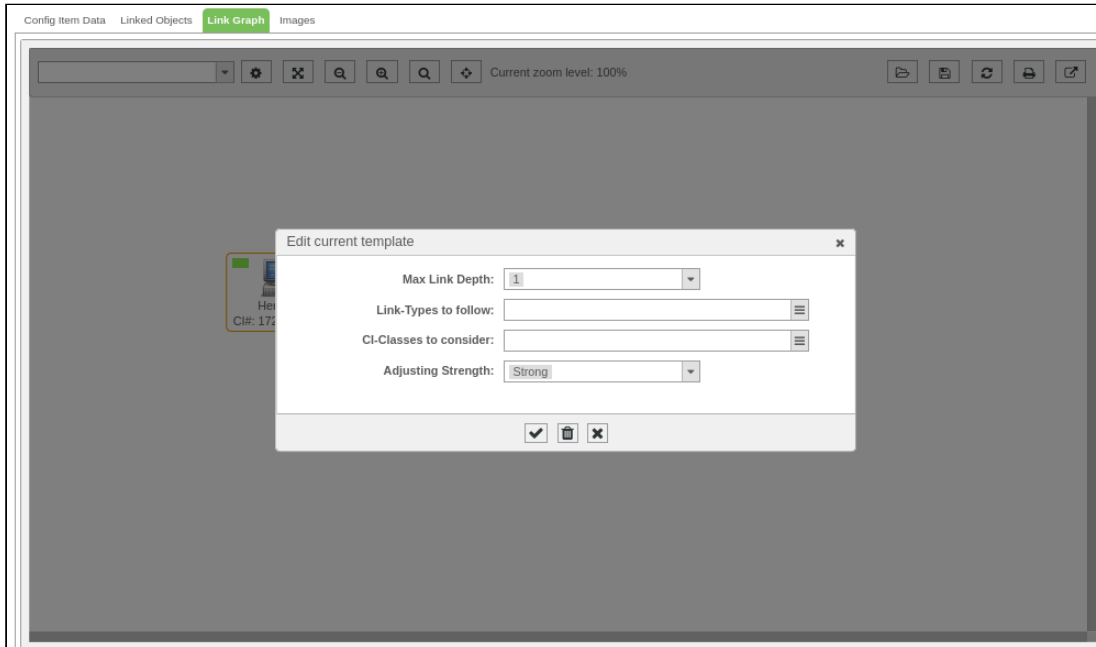 Config Item Data Linked Objects Link Graph Images
Current zoom level: 100%
Edit current template
Max Link Depth: 1
Link-Types to follow:
CI-Classes to consider:
Adjusting Strength: Strong
CI#: 172